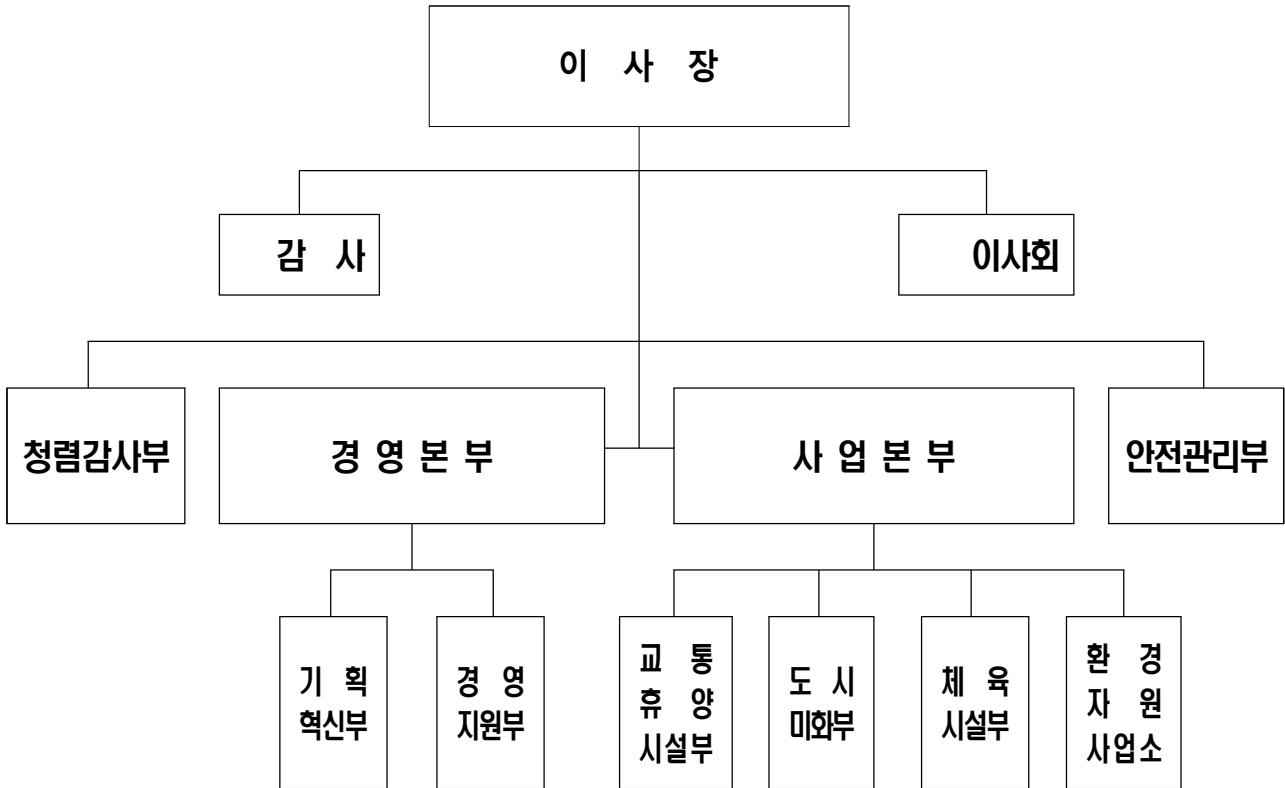 이 사 장
감 사
이사회
청렴감사부
경 영 본 부
사 업 본 부
안전관리부
기 획
혁신부
경 영
지원부
교 통
휴 양
시설부
도 시
미화부
체 육
시설부
환 경
자 원
사업소